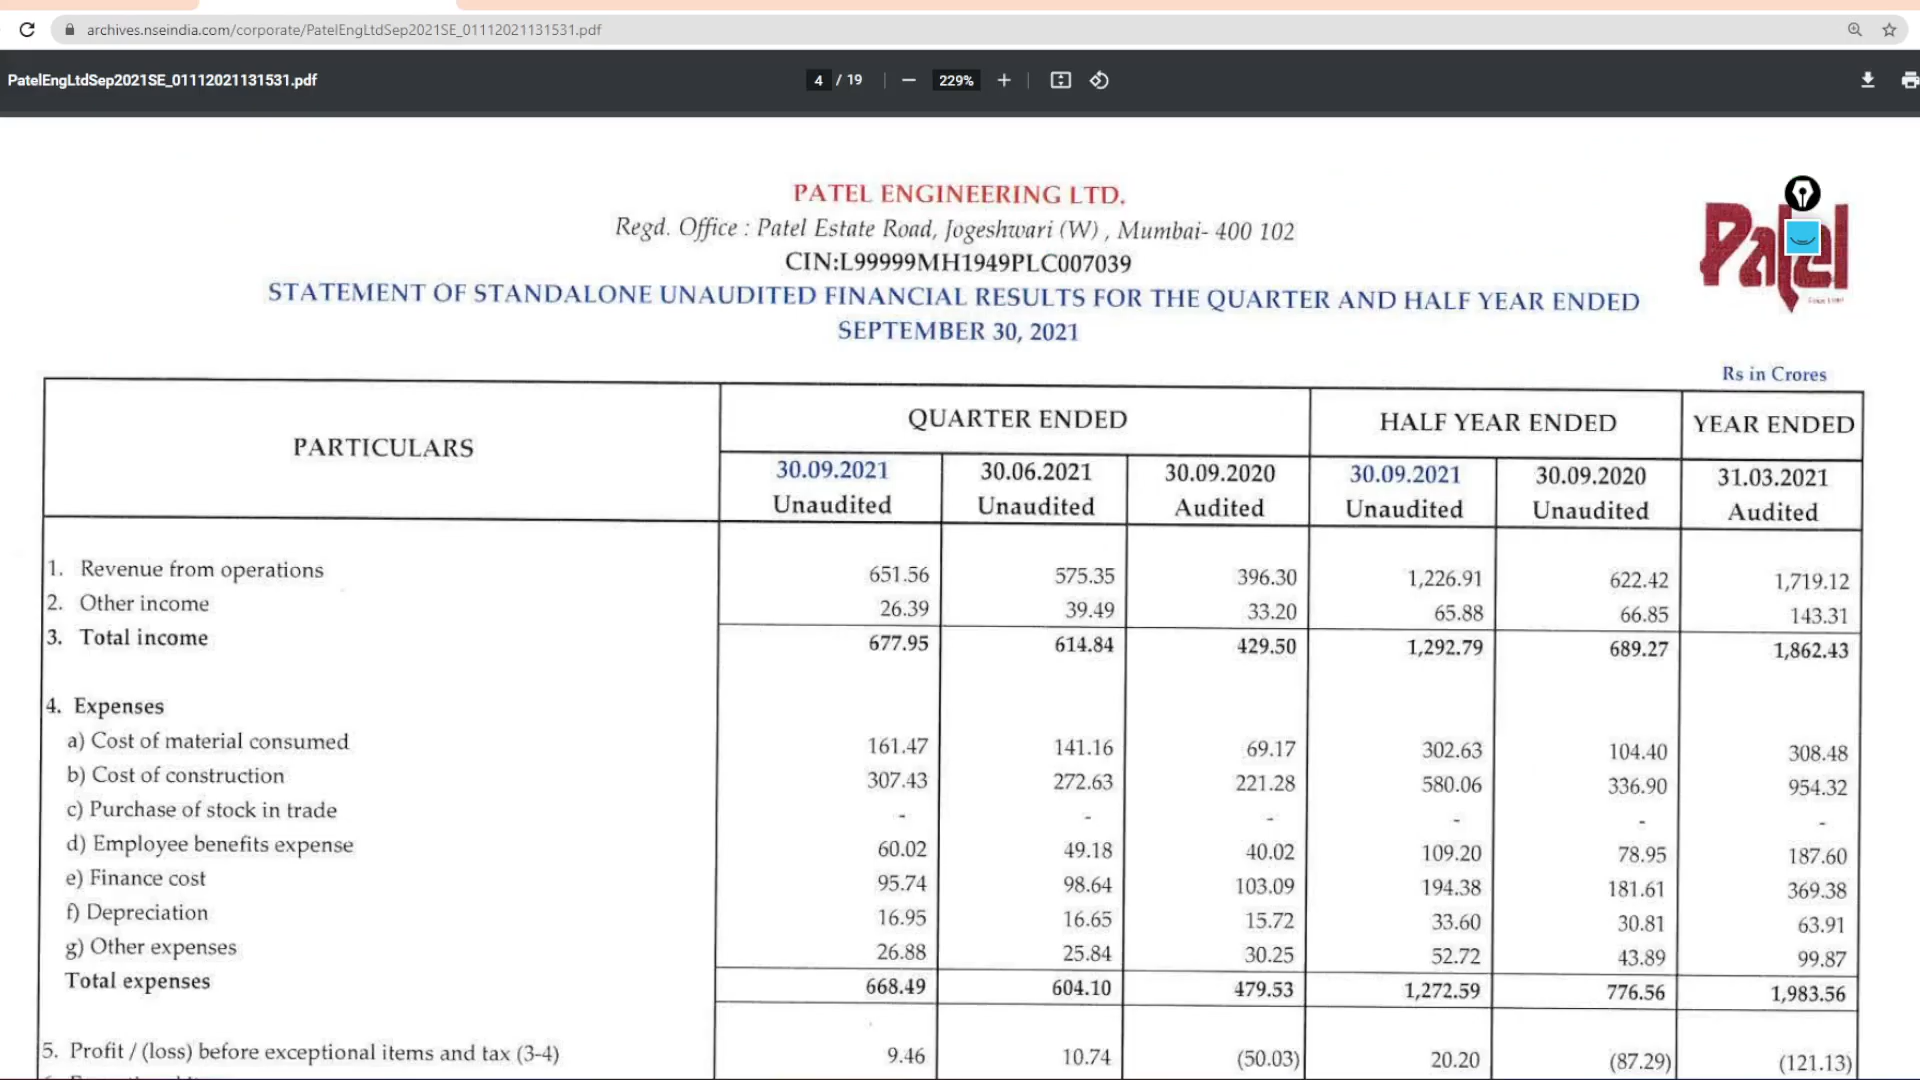 archives.nseindia.com/corporate/PatelEngLtdSep2021SE_01112021131531.pdf
PatelEngLtdSep2021SE_01112021131531.pdf 4 / 19 229%
PATEL ENGINEERING LTD.
Regd. Office : Patel Estate Road, Jogeshwari (W) , Mumbai- 400 102
CIN:L99999MH1949PLC007039
STATEMENT OF STANDALONE UNAUDITED FINANCIAL RESULTS FOR THE QUARTER AND HALF YEAR ENDED
SEPTEMBER 30, 2021
Patel
Rs in Crores
PARTICULARS QUARTER ENDED HALF YEAR ENDED YEAR ENDED
30.09.2021 30.06.2021 30.09.2020 30.09.2021 30.09.2020 31.03.2021
Unaudited Unaudited Audited Unaudited Unaudited Audited
1. Revenue from operations 651.56 575.35 396.30 1,226.91 622.42 1,719.12
2. Other income 26.39 39.49 33.20 65.88 66.85 143.31
3. Total income 677.95 614.84 429.50 1,292.79 689.27 1,862.43
4. Expenses
a) Cost of material consumed 161.47 141.16 69.17 302.63 104.40 308.48
b) Cost of construction 307.43 272.63 221.28 580.06 336.90 954.32
c) Purchase of stock in trade - - - - - -
d) Employee benefits expense 60.02 49.18 40.02 109.20 78.95 187.60
e) Finance cost 95.74 98.64 103.09 194.38 181.61 369.38
f) Depreciation 16.95 16.65 15.72 33.60 30.81 63.91
g) Other expenses 26.88 25.84 30.25 52.72 43.89 99.87
Total expenses 668.49 604.10 479.53 1,272.59 776.56 1,983.56
5. Profit / (loss) before exceptional items and tax (3-4) 9.46 10.74 (50.03) 20.20 (87.29) (121.13)